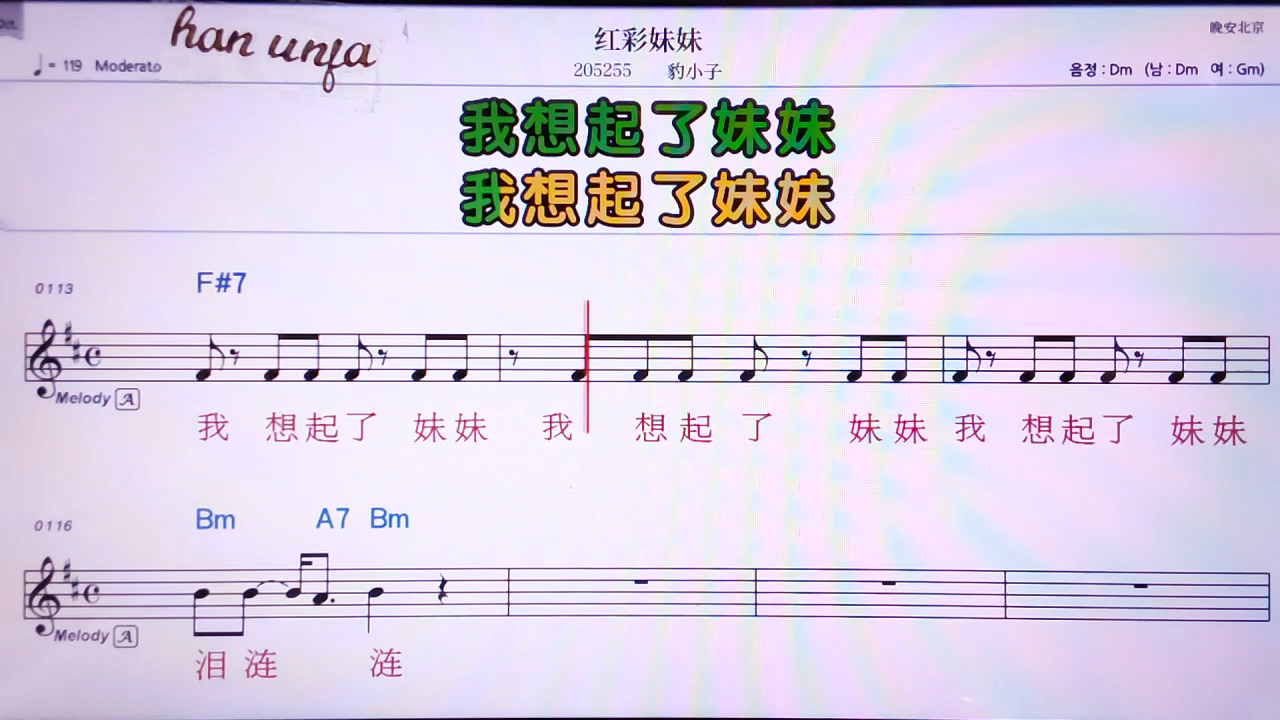 han unfa
红彩妹妹
晚安北京
♩= 119 Moderato
205255 豹小子
음정 : Dm (남 : Dm 여 : Gm)
我想起了妹妹
我想起了妹妹
0113
F#7
Melody A
我 想起了 妹妹 我 想起 了 妹妹 我 想起了 妹妹
0116
Bm A7 Bm
Melody A
泪 涟 涟